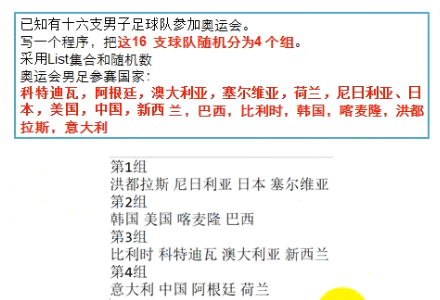 已知有十六支男子足球队参加奥运会。
写一个程序，把这16 支球队随机分为4 个组。
采用List集合和随机数
奥运会男足参赛国家：
科特迪瓦，阿根廷，澳大利亚，塞尔维亚，荷兰，尼日利亚、日
本，美国，中国，新西 兰，巴西，比利时，韩国，喀麦隆，洪都
拉斯，意大利
第1组
洪都拉斯 尼日利亚 日本 塞尔维亚
第2组
韩国 美国 喀麦隆 巴西
第3组
比利时 科特迪瓦 澳大利亚 新西兰
第4组
意大利 中国 阿根廷 荷兰